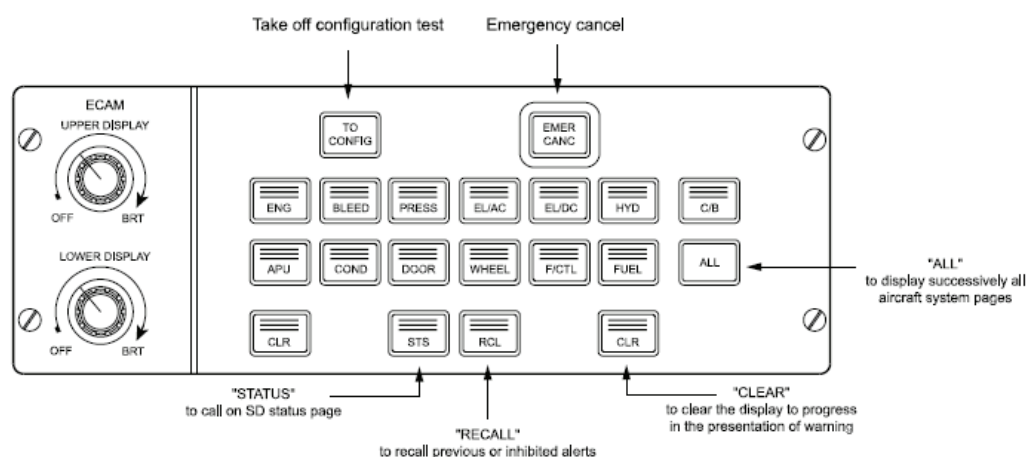 Take off configuration test
Emergency cancel
ECAM
UPPER DISPLAY
OFF
BRT
LOWER DISPLAY
OFF
BRT
TO
CONFIG
EMER
CANC
ENG
BLEED
PRESS
EL/AC
EL/DC
HYD
C/B
APU
COND
DOOR
WHEEL
F/CTL
FUEL
ALL
CLR
STS
RCL
CLR
"ALL"
to display successively all
aircraft system pages
"STATUS"
to call on SD status page
"RECALL"
to recall previous or inhibited alerts
"CLEAR"
to clear the display to progress
in the presentation of warning